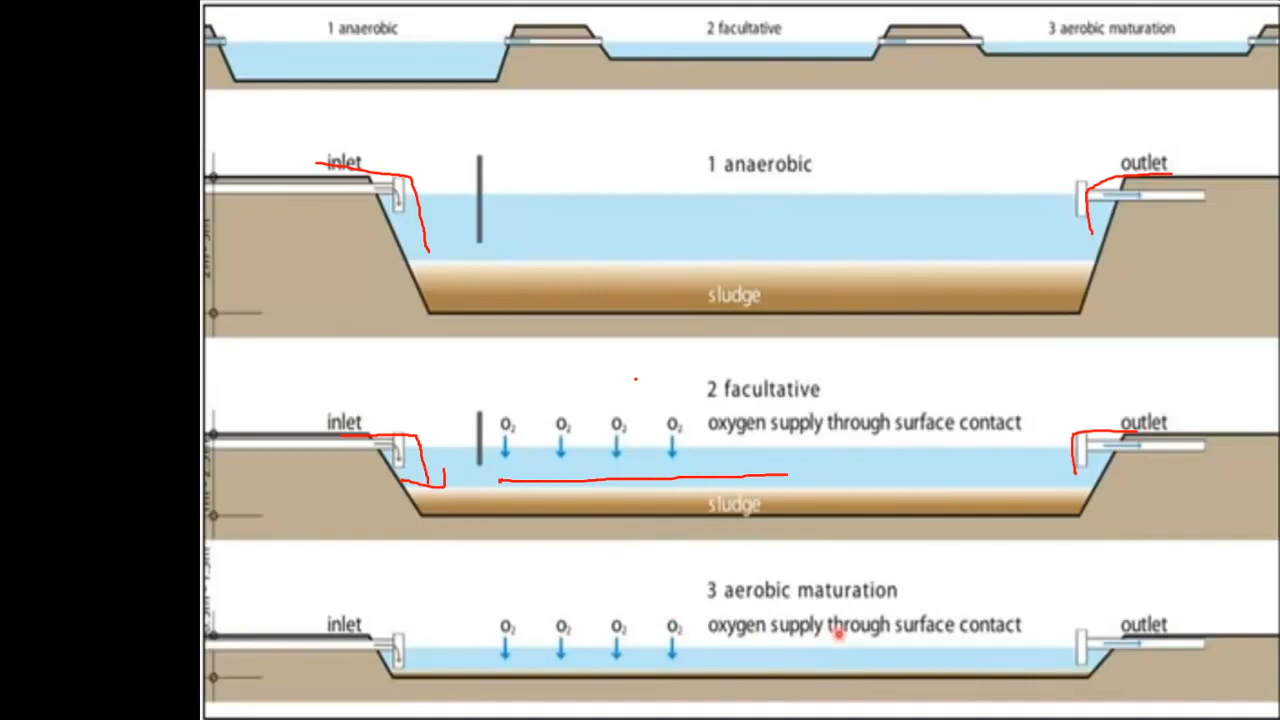 1 anaerobic 2 facultative 3 aerobic maturation
inlet 1 anaerobic outlet
sludge
2 facultative
inlet O₂ O₂ O₂ O₂ oxygen supply through surface contact outlet
sludge
3 aerobic maturation
inlet O₂ O₂ O₂ O₂ oxygen supply through surface contact outlet